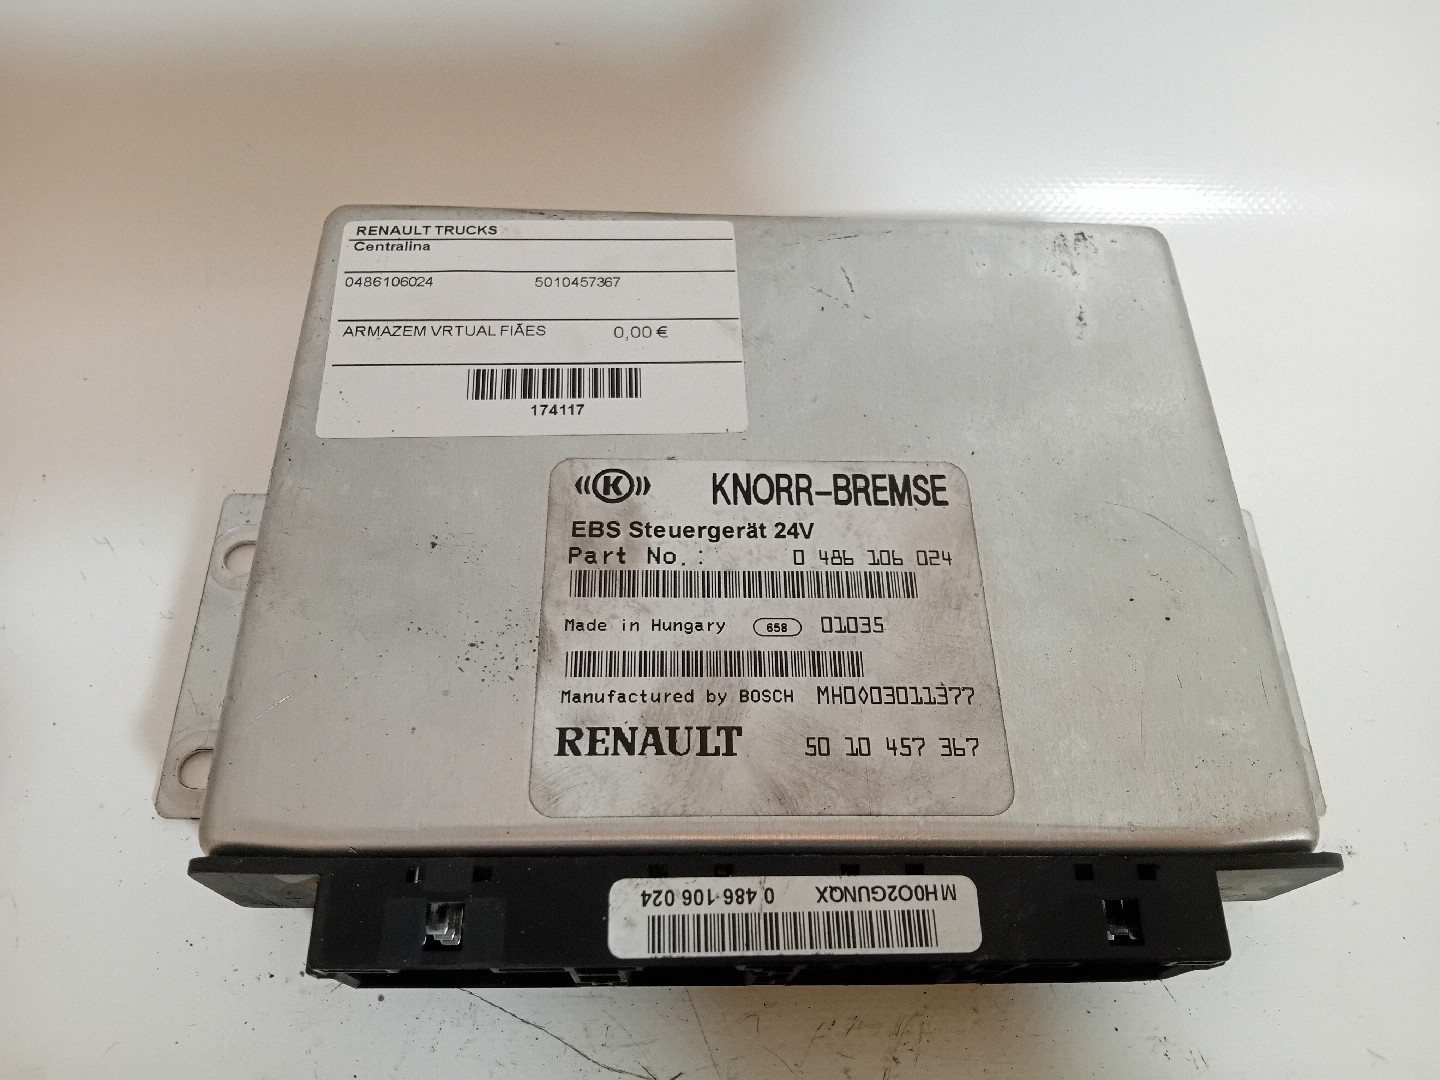 RENAULT TRUCKS
Centralina
0486106024 5010457367
ARMAZEM VRTUAL FIÃES 0,00 €
174117
K KNORR-BREMSE
EBS Steuergerät 24V
Part No.: 0 486 106 024
Made in Hungary 658 01035
Manufactured by BOSCH MH0003011377
RENAULT 50 10 457 367
MH0O2GUNQX 0 486 106 024